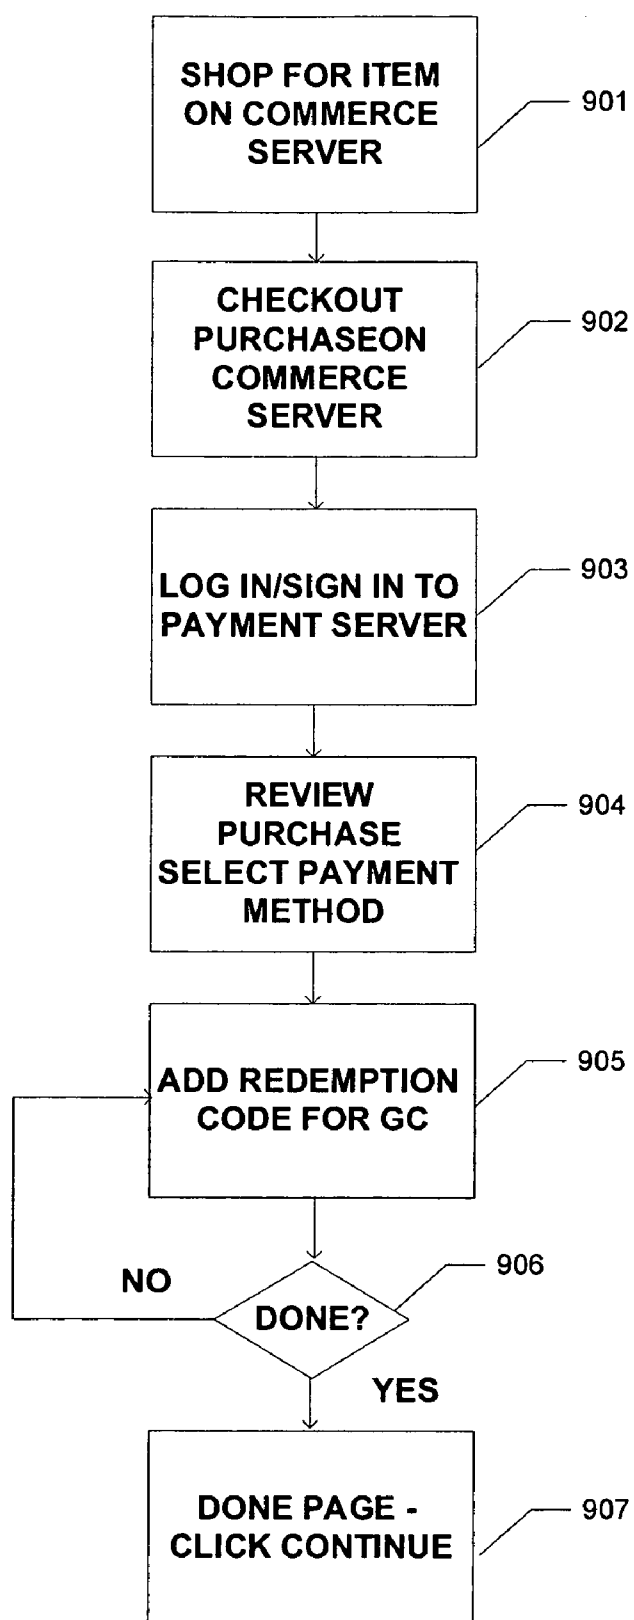 SHOP FOR ITEM
ON COMMERCE
SERVER
901
CHECKOUT
PURCHASEON
COMMERCE
SERVER
902
LOG IN/SIGN IN TO
PAYMENT SERVER
903
REVIEW
PURCHASE
SELECT PAYMENT
METHOD
904
ADD REDEMPTION
CODE FOR GC
905
NO
DONE?
906
YES
DONE PAGE -
CLICK CONTINUE
907